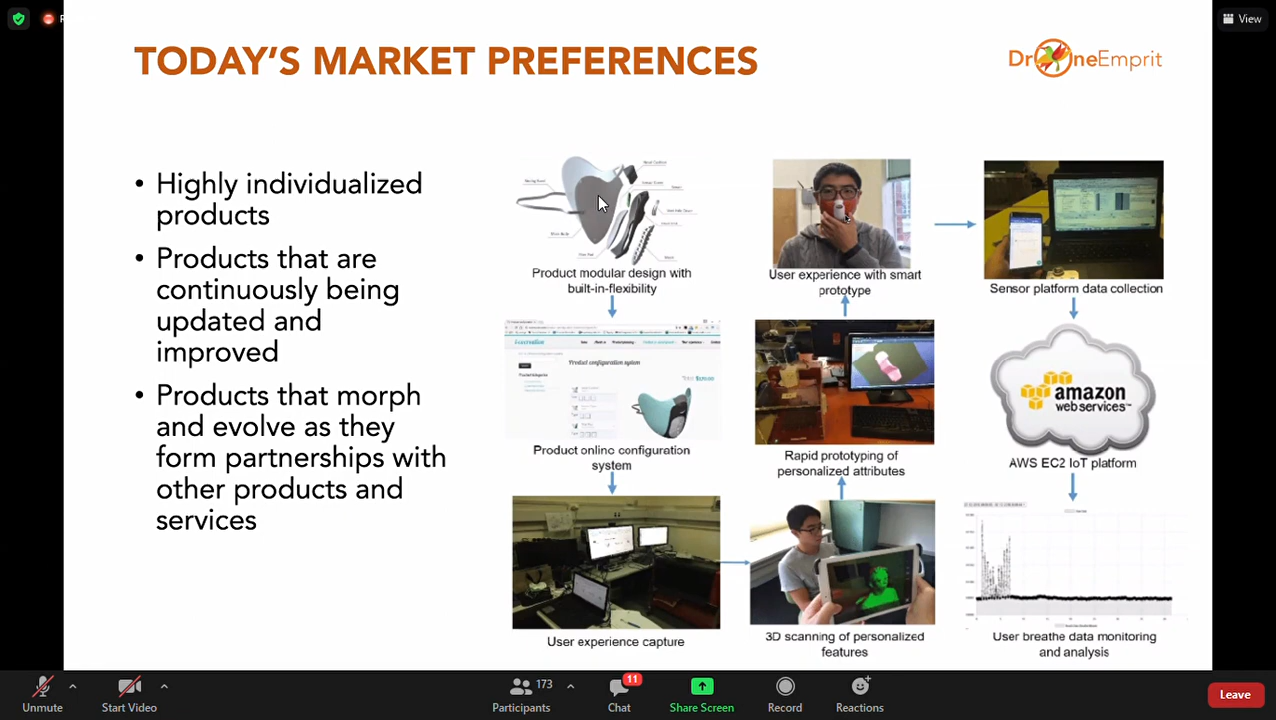 View
TODAY'S MARKET PREFERENCES
DrOneEmprit
• Highly individualized
products
• Products that are
continuously being
updated and
improved
• Products that morph
and evolve as they
form partnerships with
other products and
services
Product modular design with
built-in-flexibility
User experience with smart
prototype
Sensor platform data collection
Product configuration system
Product online configuration
system
Rapid prototyping of
personalized attributes
amazon
web services™
AWS EC2 IoT platform
User experience capture
3D scanning of personalized
features
User breathe data monitoring
and analysis
Unmute
Start Video
173
Participants
11
Chat
Share Screen
Record
Reactions
Leave